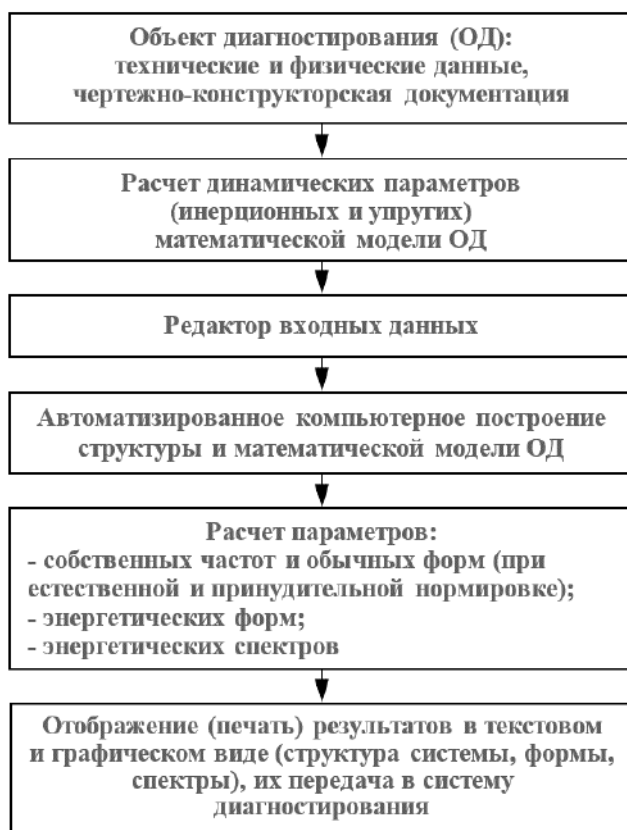 Объект диагностирования (ОД):
технические и физические данные,
чертежно-конструкторская документация
Расчет динамических параметров
(инерционных и упругих)
математической модели ОД
Редактор входных данных
Автоматизированное компьютерное построение
структуры и математической модели ОД
Расчет параметров:
- собственных частот и обычных форм (при
естественной и принудительной нормировке);
- энергетических форм;
- энергетических спектров
Отображение (печать) результатов в текстовом
и графическом виде (структура системы, формы,
спектры), их передача в систему
диагностирования